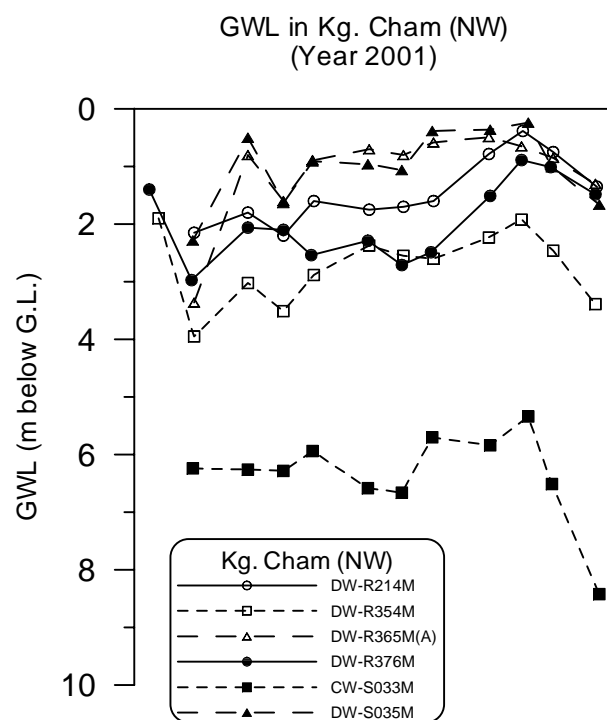 GWL in Kg. Cham (NW)
(Year 2001)
0
2
4
6
8
10
GWL (m below G.L.)
Kg. Cham (NW)
DW-R214M
DW-R354M
DW-R365M(A)
DW-R376M
CW-S033M
DW-S035M